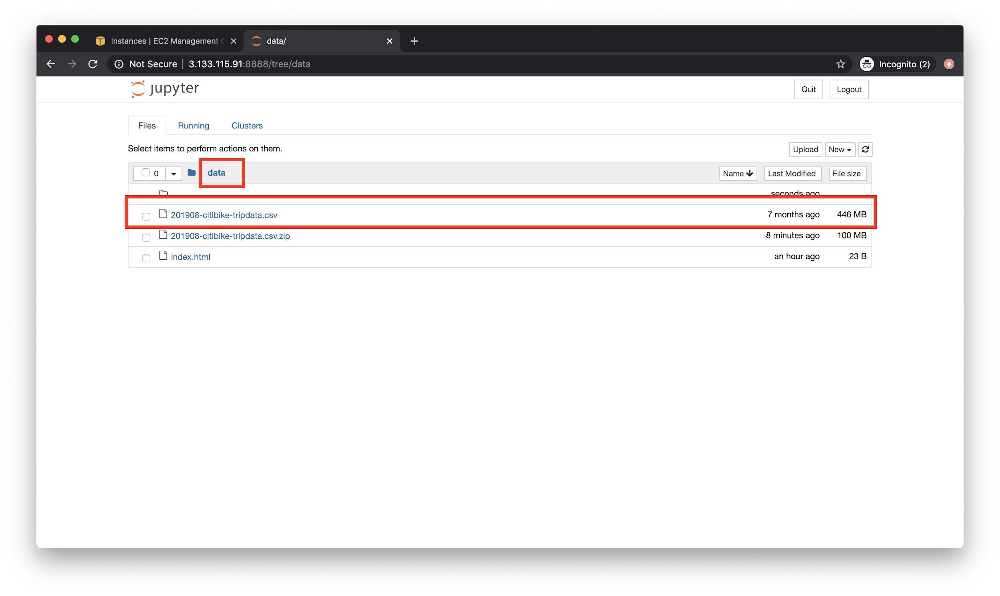 Instances | EC2 Management C
data/
Not Secure 3.133.115.91:8888/tree/data Incognito (2)
jupyter Quit Logout
Files Running Clusters
Select items to perform actions on them. Upload New
0 data Name Last Modified File size
seconds ago
201908-citibike-tripdata.csv 7 months ago 446 MB
201908-citibike-tripdata.csv.zip 8 minutes ago 100 MB
index.html an hour ago 23 B